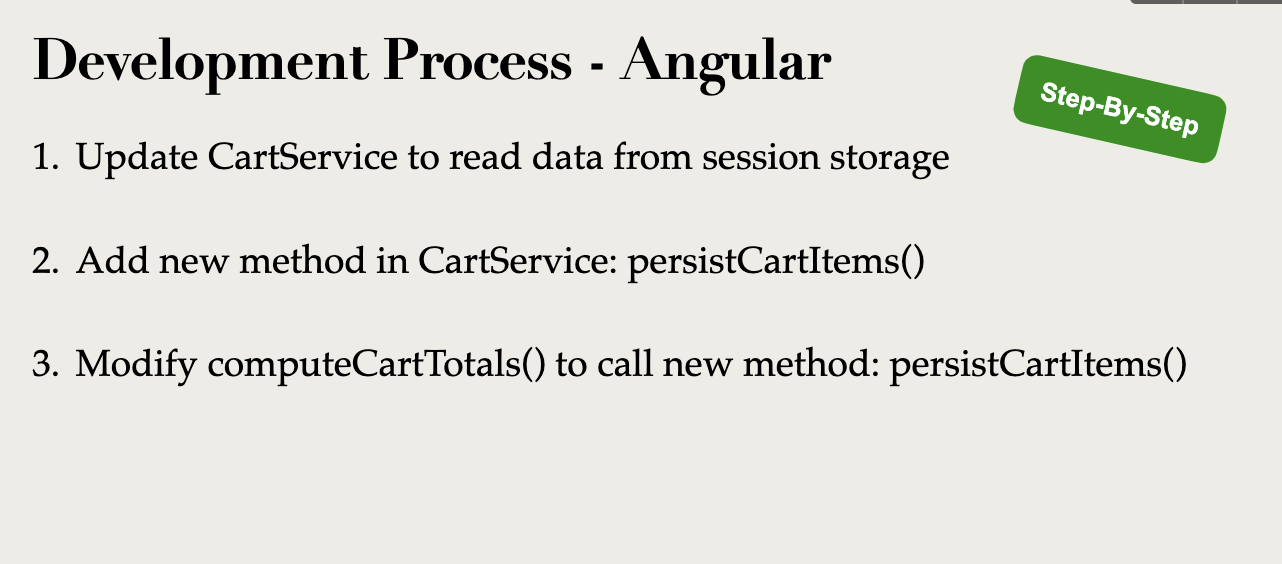 Development Process - Angular
Step-By-Step
1. Update CartService to read data from session storage
2. Add new method in CartService: persistCartItems()
3. Modify computeCartTotals() to call new method: persistCartItems()